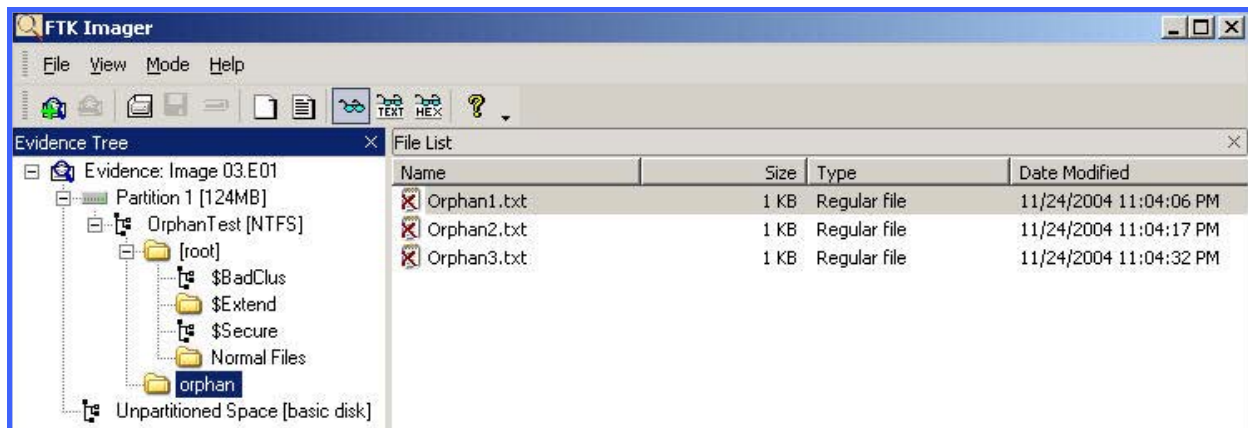 FTK Imager
File View Mode Help
TEXT HEX
Evidence Tree
Evidence: Image 03.E01
Partition 1 [124MB]
OrphanTest [NTFS]
[root]
$BadClus
$Extend
$Secure
Normal Files
orphan
Unpartitioned Space [basic disk]
File List
Name Size Type Date Modified
Orphan1.txt 1 KB Regular file 11/24/2004 11:04:06 PM
Orphan2.txt 1 KB Regular file 11/24/2004 11:04:17 PM
Orphan3.txt 1 KB Regular file 11/24/2004 11:04:32 PM